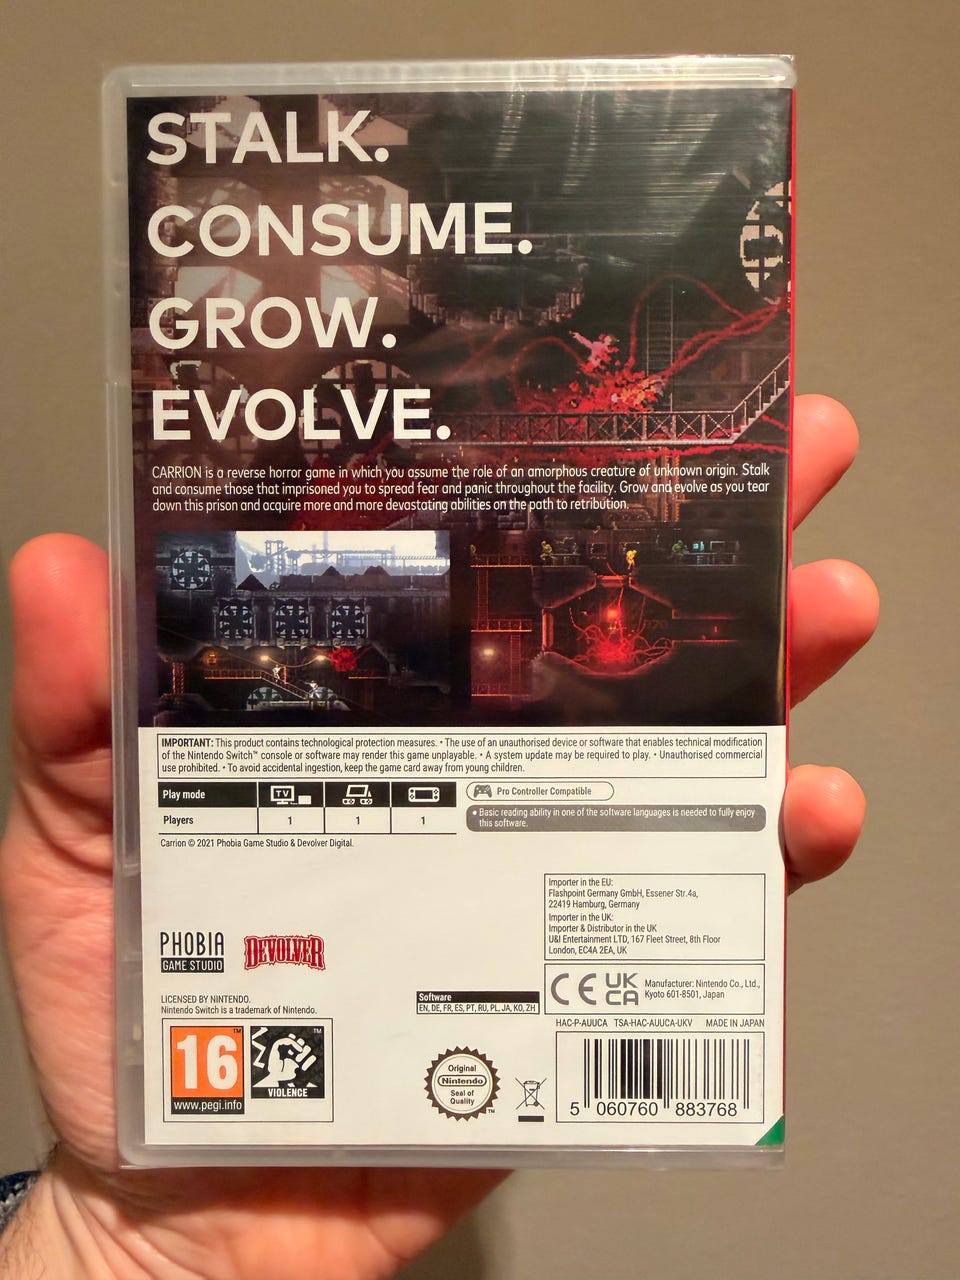 STALK.
CONSUME.
GROW.
EVOLVE.
CARRION is a reverse horror game in which you assume the role of an amorphous creature of unknown origin. Stalk
and consume those that imprisoned you to spread fear and panic throughout the facility. Grow and evolve as you tear
down this prison and acquire more and more devastating abilities on the path to retribution.
IMPORTANT: This product contains technological protection measures. • The use of an unauthorised device or software that enables technical modification
of the Nintendo Switch™ console or software may render this game unplayable. • A system update may be required to play. • Unauthorised commercial
use prohibited. • To avoid accidental ingestion, keep the game card away from young children.
Play mode
TV
Players
1
1
1
Pro Controller Compatible
• Basic reading ability in one of the software languages is needed to fully enjoy
this software.
Carrion © 2021 Phobia Game Studio & Devolver Digital.
Importer in the EU:
Flashpoint Germany GmbH, Essener Str.4a,
22419 Hamburg, Germany
Importer in the UK:
Importer & Distributor in the UK
U&I Entertainment LTD, 167 Fleet Street, 8th Floor
London, EC4A 2EA, UK
PHOBIA
GAME STUDIO
DEVOLVER
CE
UK
CA
Manufacturer: Nintendo Co., Ltd.,
Kyoto 601-8501, Japan
LICENSED BY NINTENDO.
Nintendo Switch is a trademark of Nintendo.
Software
EN, DE, FR, ES, PT, RU, PL, JA, KO, ZH
HAC-P-AUUCA TSA-HAC-AUUCA-UKV MADE IN JAPAN
16
™
www.pegi.info
™
VIOLENCE
Original
Nintendo
Seal of
Quality
™
5 060760 883768